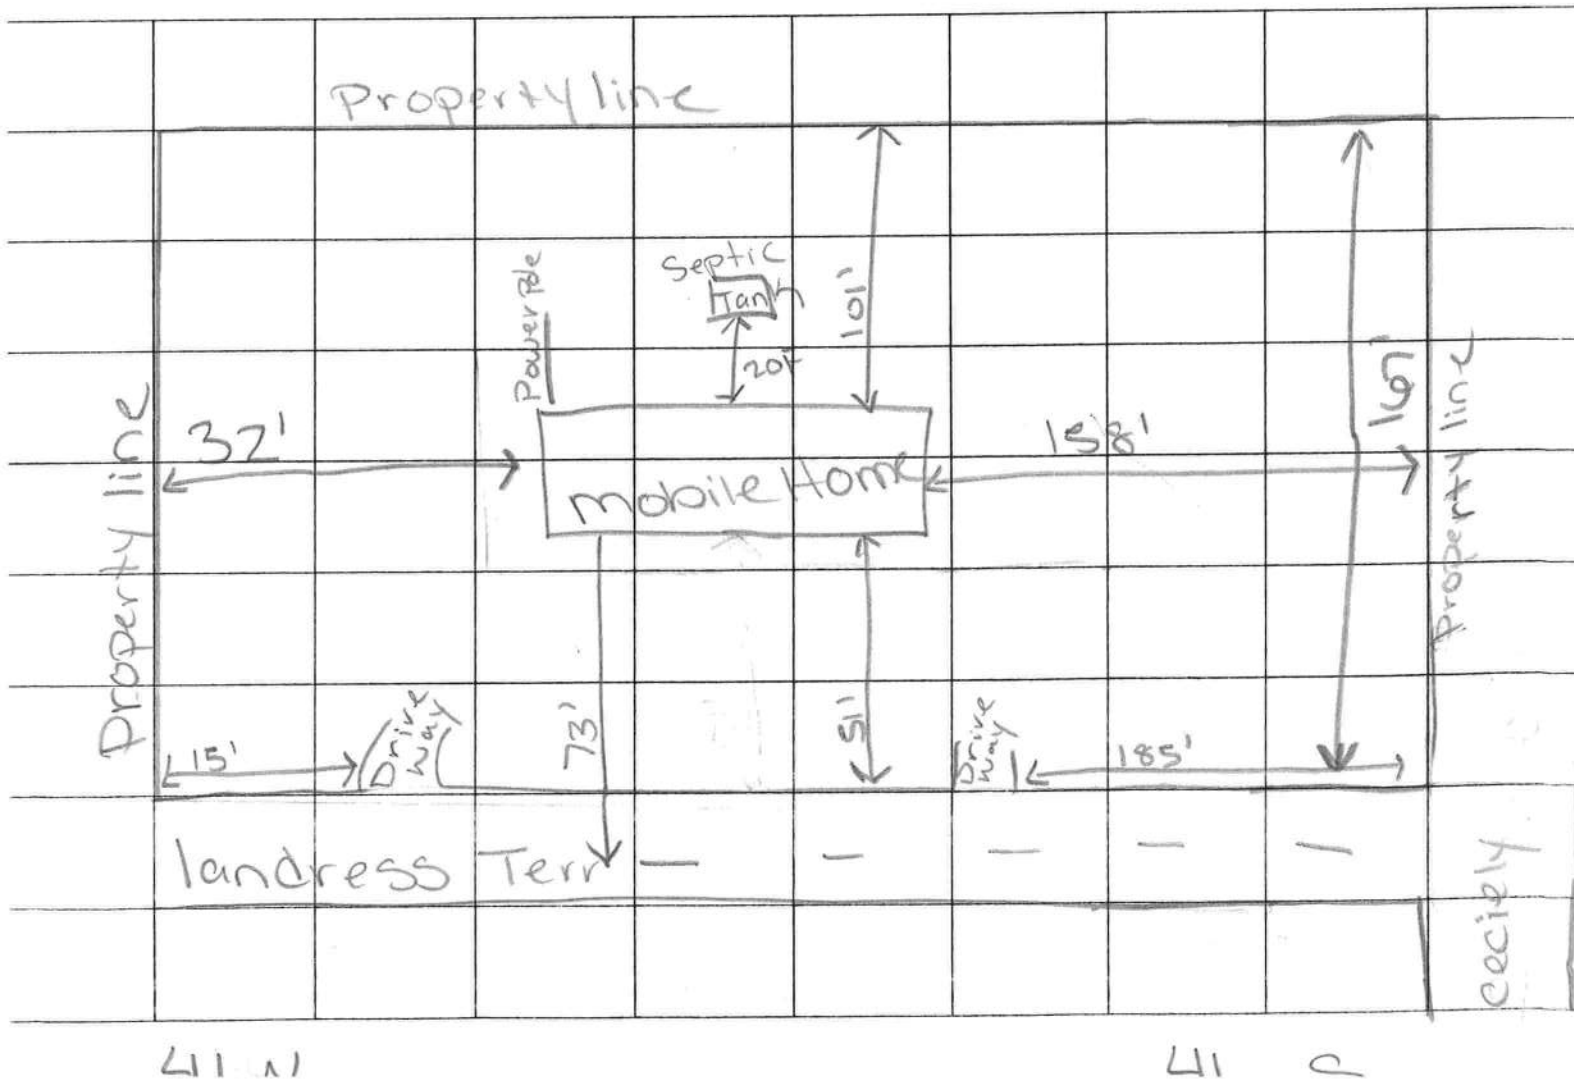 Property line
Septic
Tank
Power Pole
101'
20'
Property line
32'
158'
Property line
mobile Home
73'
51'
Drive
way
15'
Drive
way
185'
landress Terr
ceciely